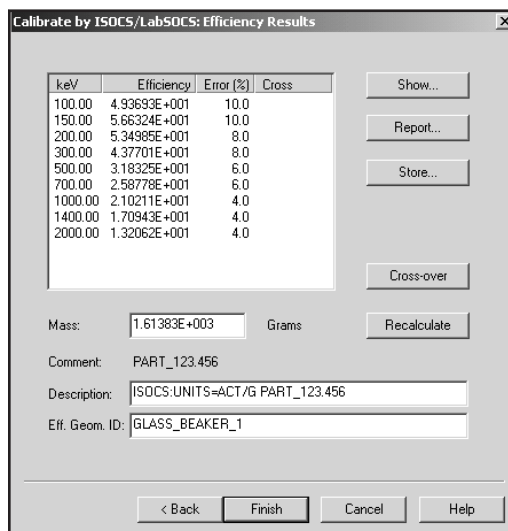 Calibrate by ISOCS/LabSOCS: Efficiency Results
keV Efficiency Error (%) Cross
100.00 4.93693E+001 10.0
150.00 5.66324E+001 10.0
200.00 5.34985E+001 8.0
300.00 4.37701E+001 8.0
500.00 3.18325E+001 6.0
700.00 2.58778E+001 6.0
1000.00 2.10211E+001 4.0
1400.00 1.70943E+001 4.0
2000.00 1.32062E+001 4.0
Show...
Report...
Store...
Cross-over
Mass: 1.61383E+003 Grams Recalculate
Comment: PART_123.456
Description: ISOCS:UNITS=ACT/G PART_123.456
Eff. Geom. ID: GLASS_BEAKER_1
< Back Finish Cancel Help